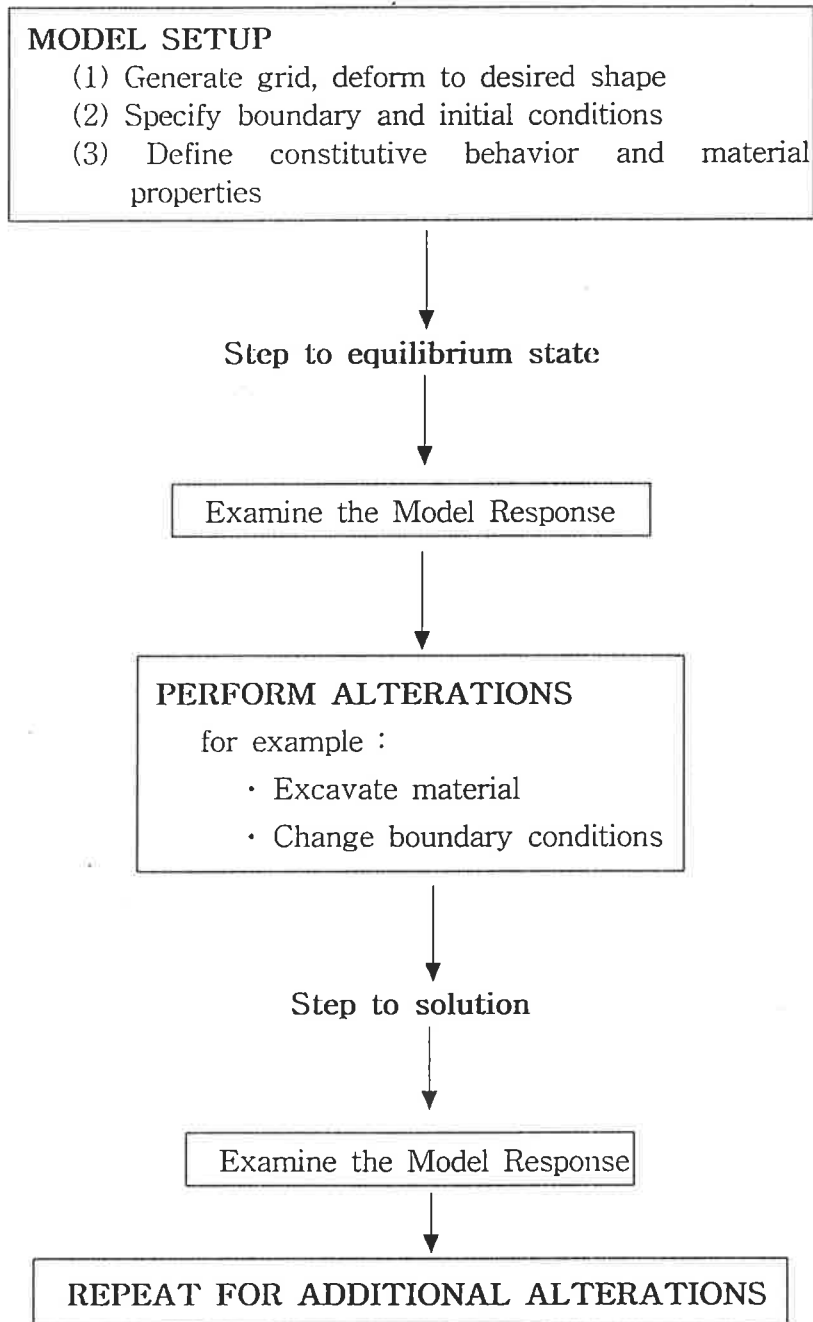 MODEL SETUP
(1) Generate grid, deform to desired shape
(2) Specify boundary and initial conditions
(3) Define constitutive behavior and material
properties
Step to equilibrium state
Examine the Model Response
PERFORM ALTERATIONS
for example :
· Excavate material
· Change boundary conditions
Step to solution
Examine the Model Response
REPEAT FOR ADDITIONAL ALTERATIONS